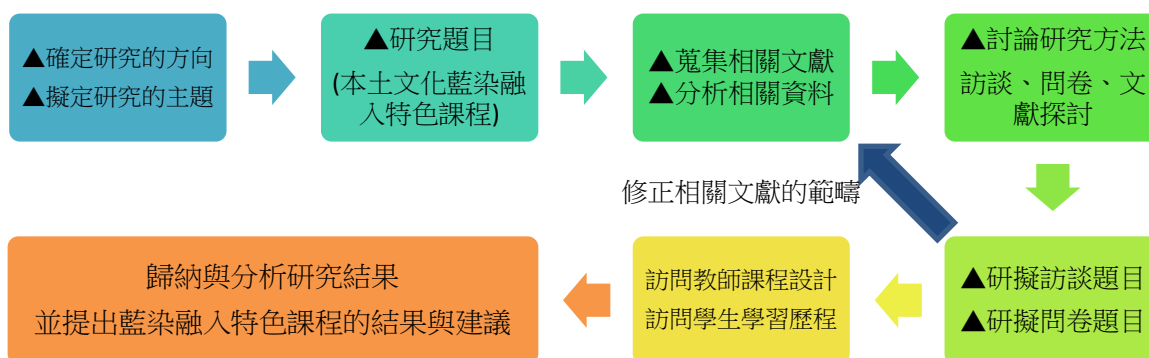 ▲確定研究的方向
▲擬定研究的主題
▲研究題目
(本土文化藍染融
入特色課程)
▲蒐集相關文獻
▲分析相關資料
▲討論研究方法
訪談、問卷、文
獻探討
修正相關文獻的範疇
▲研擬訪談題目
▲研擬問卷題目
訪問教師課程設計
訪問學生學習歷程
歸納與分析研究結果
並提出藍染融入特色課程的結果與建議